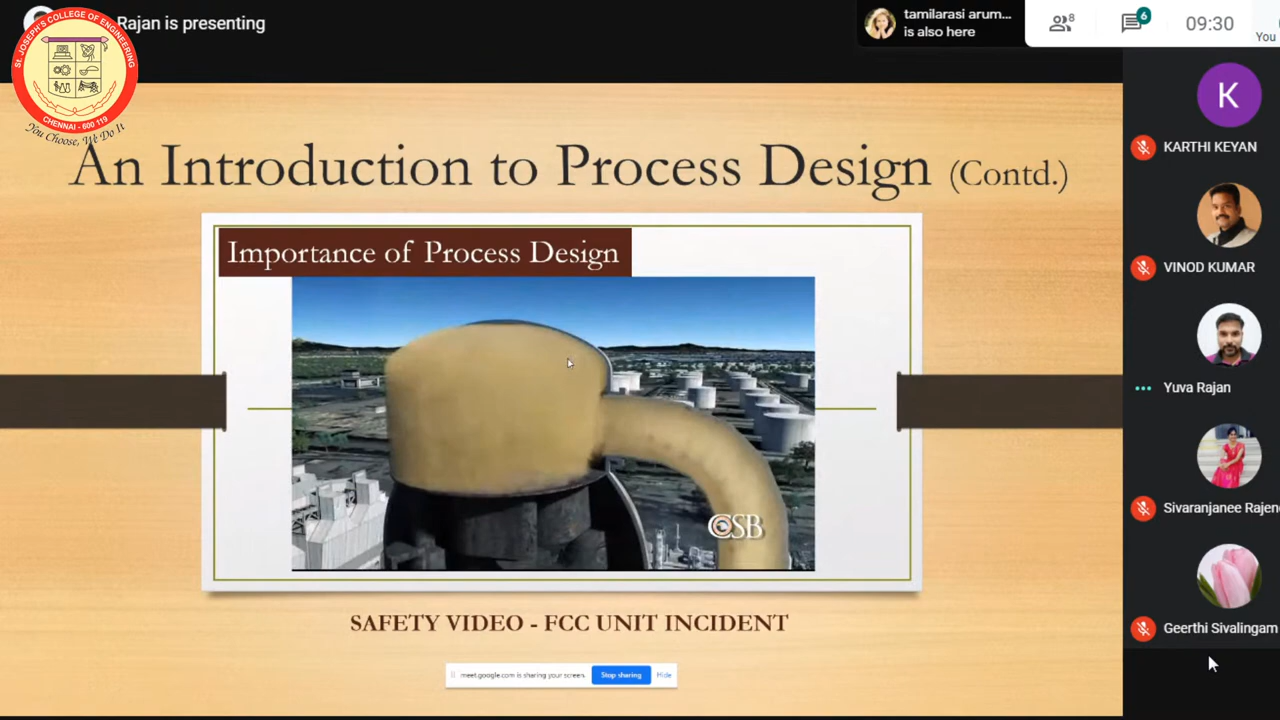 Rajan is presenting
tamilarasi arum...
is also here
8
6
09:30
You
ST. JOSEPH'S COLLEGE OF ENGINEERING
CHENNAI - 600 119
You Choose, We Do It
An Introduction to Process Design (Contd.)
Importance of Process Design
CSB
SAFETY VIDEO - FCC UNIT INCIDENT
meet.google.com is sharing your screen.
Stop sharing
Hide
K
KARTHI KEYAN
VINOD KUMAR
Yuva Rajan
Sivaranjanee Rajen
Geerthi Sivalingam